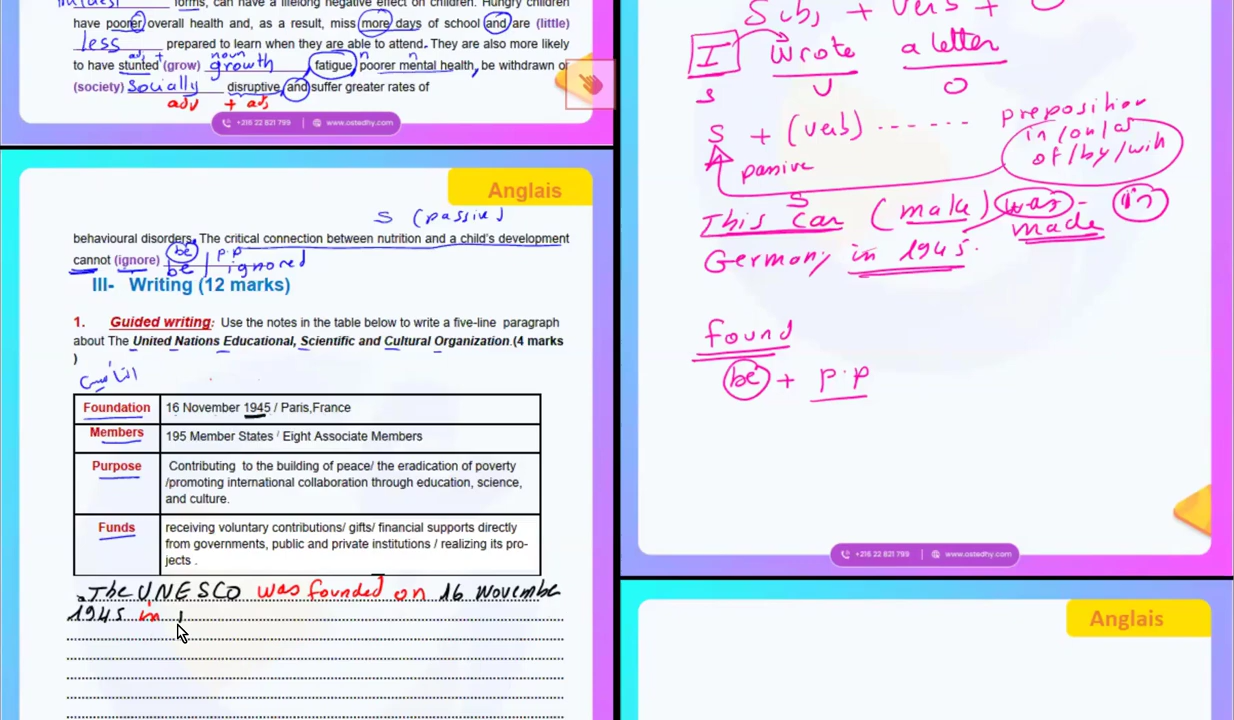 forms, can have a lifelong negative effect on children. Hungry children
have poorer overall health and, as a result, miss more days of school and are (little)
less prepared to learn when they are able to attend. They are also more likely
adj +
noun n n
to have stunted (grow) growth fatigue, poorer mental health, be withdrawn or
(society) socially disruptive, and suffer greater rates of
adv + adj
+216 22 821 799 www.ostedhy.com
Anglais
S (passive)
behavioural disorders. The critical connection between nutrition and a child's development
be p.p
cannot (ignore) be | ignored
III- Writing (12 marks)
1. Guided writing: Use the notes in the table below to write a five-line paragraph
about The United Nations Educational, Scientific and Cultural Organization.(4 marks
)
Foundation 16 November 1945 / Paris,France
Members 195 Member States / Eight Associate Members
Purpose Contributing to the building of peace/ the eradication of poverty
/promoting international collaboration through education, science,
and culture.
Funds receiving voluntary contributions/ gifts/ financial supports directly
from governments, public and private institutions / realizing its pro-
jects .
The UNESCO was founded on 16 Novembe
1945 in
+ verb +
I wrote a letter
S V O
preposition
S + (verb) -------
in / on / at
of / by / with
passive
S
This car (make) was - in
made
Germany in 1945.
found
be + p.p
+216 22 821 799 www.ostedhy.com
Anglais